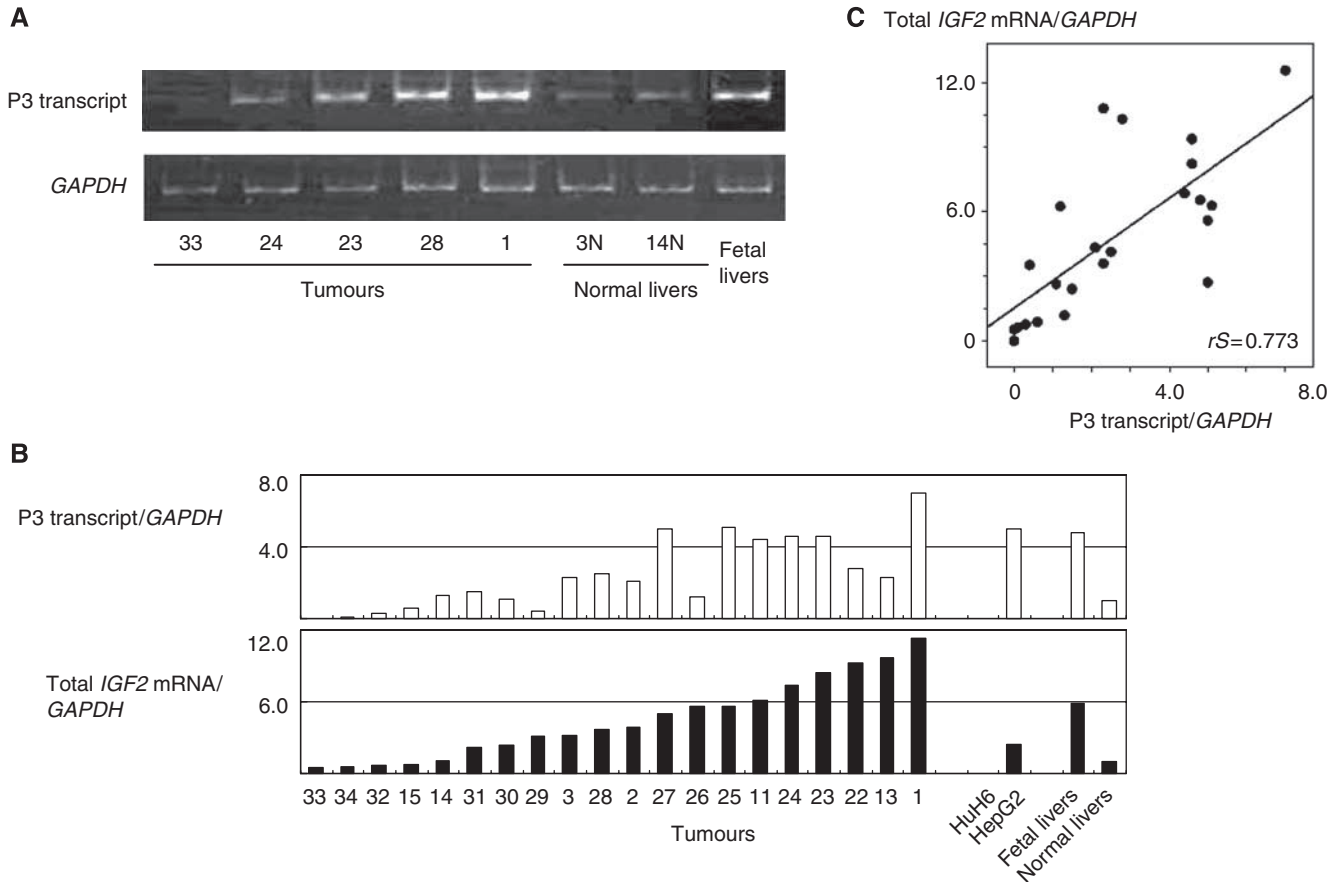 A
P3 transcript
GAPDH
33 24 23 28 1 3N 14N Fetal livers
Tumours Normal livers
C Total IGF2 mRNA/GAPDH
12.0
6.0
0
rS=0.773
0 4.0 8.0
P3 transcript/GAPDH
B
P3 transcript/GAPDH
8.0
4.0
Total IGF2 mRNA/
GAPDH
12.0
6.0
33 34 32 15 14 31 30 29 3 28 2 27 26 25 11 24 23 22 13 1 HuH6 HepG2 Fetal livers Normal livers
Tumours